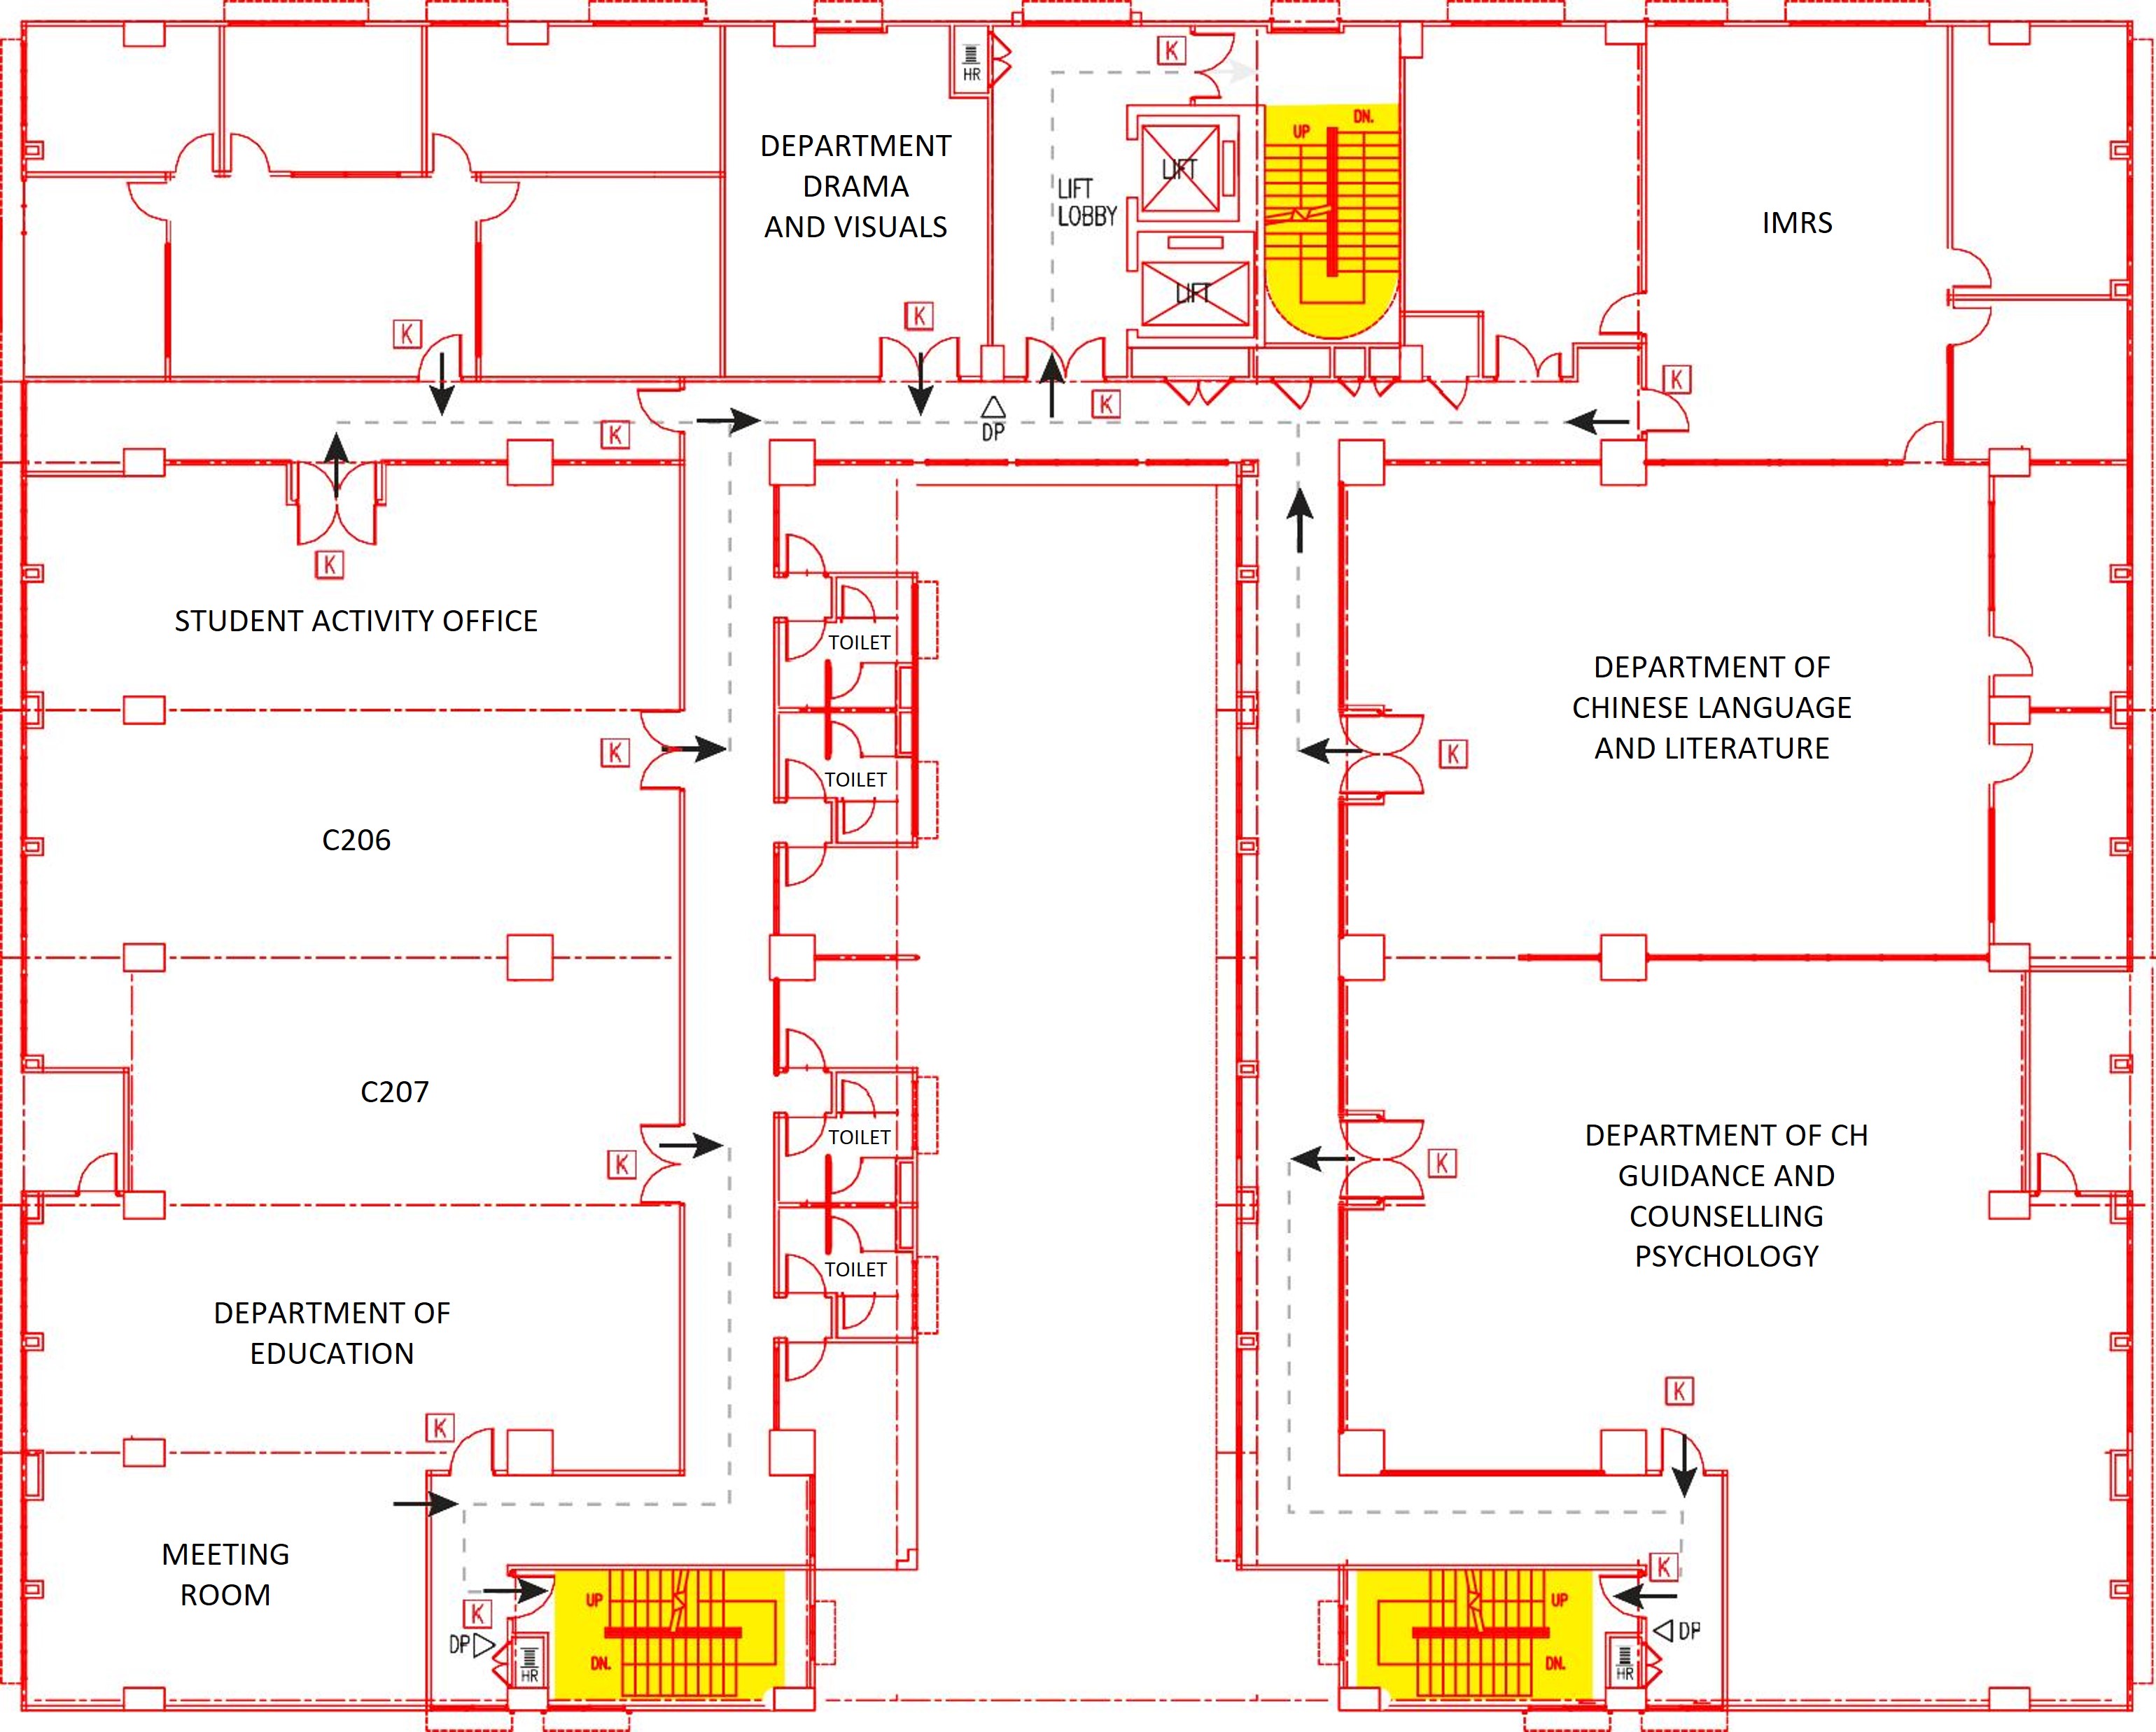 K
HR
DN.
UP
DEPARTMENT
DRAMA
AND VISUALS
LIFT
LIFT
LOBBY
IMRS
LIFT
K
K
K
K
K
DP
K
STUDENT ACTIVITY OFFICE
TOILET
DEPARTMENT OF
CHINESE LANGUAGE
AND LITERATURE
K
K
TOILET
C206
C207
TOILET
K
K
DEPARTMENT OF CH
GUIDANCE AND
COUNSELLING
PSYCHOLOGY
TOILET
DEPARTMENT OF
EDUCATION
K
K
MEETING
ROOM
K
UP
UP
K
DP
DP
DN.
DN.
HR
HR